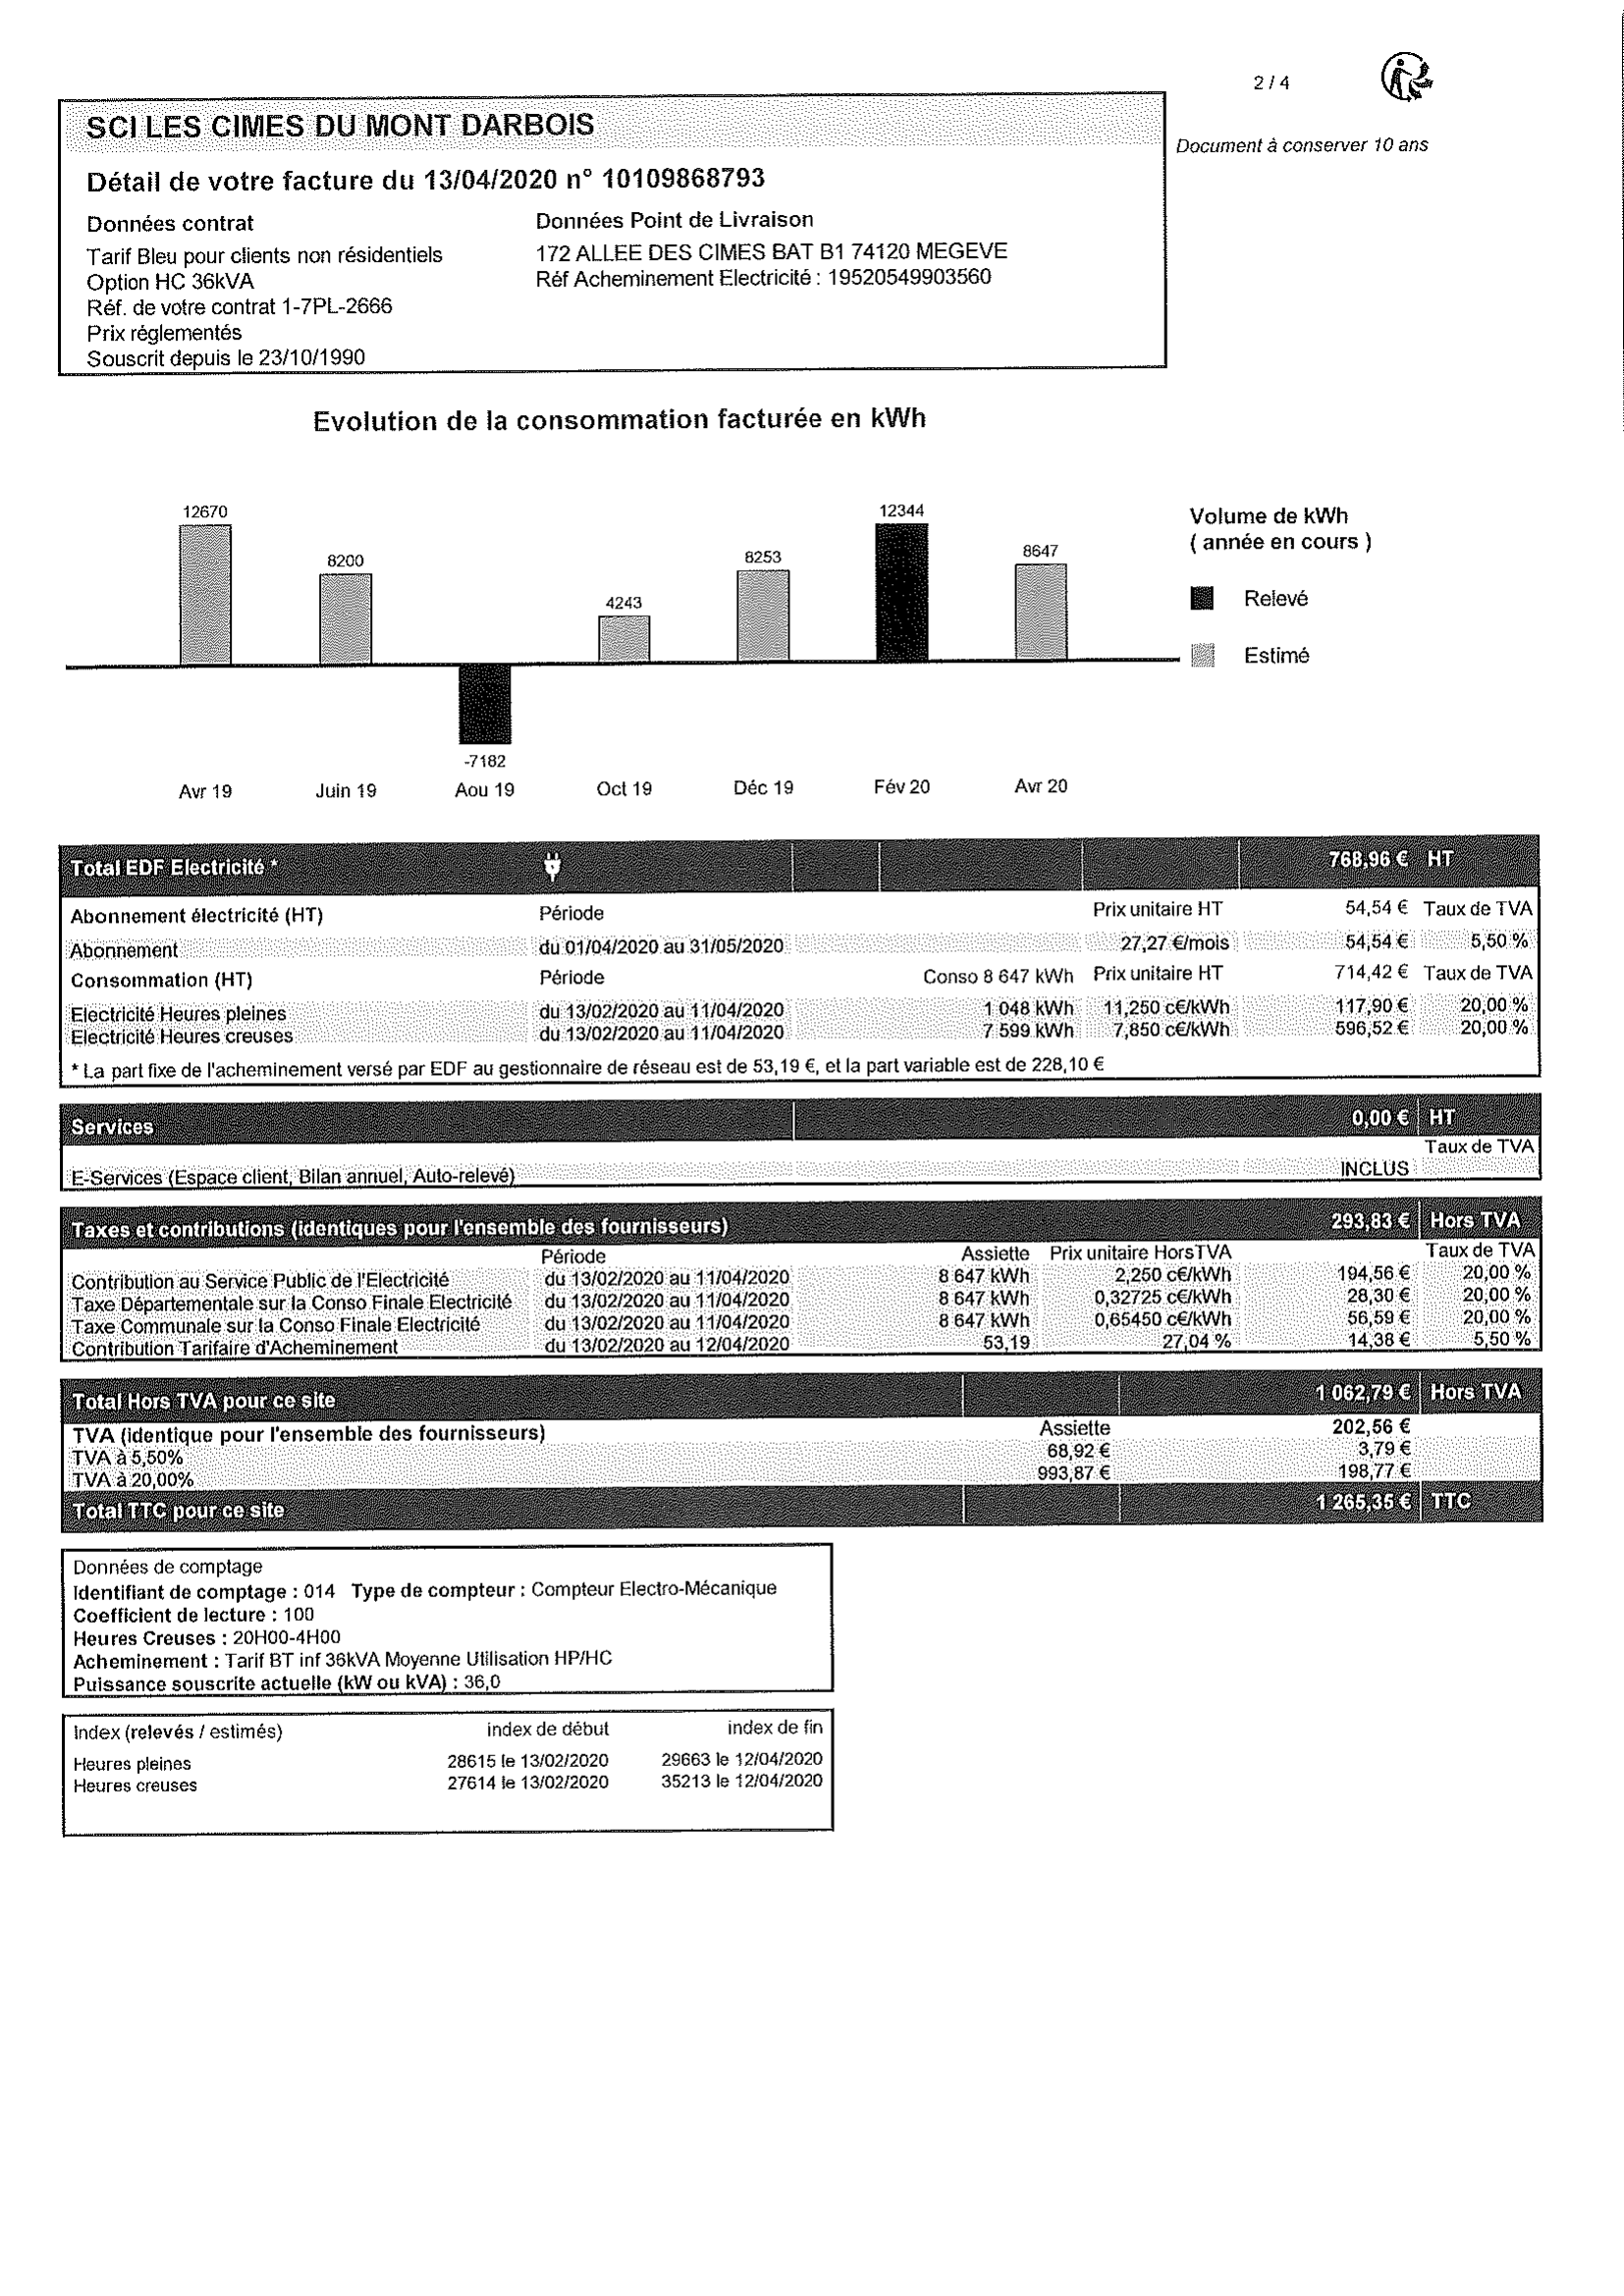 2 / 4
SCI LES CIMES DU MONT DARBOIS
Document à conserver 10 ans
Détail de votre facture du 13/04/2020 n° 10109868793
Données contrat Données Point de Livraison
Tarif Bleu pour clients non résidentiels 172 ALLEE DES CIMES BAT B1 74120 MEGEVE
Option HC 36kVA Réf Acheminement Electricité : 19520549903560
Réf. de votre contrat 1-7PL-2666
Prix réglementés
Souscrit depuis le 23/10/1990
Evolution de la consommation facturée en kWh
12670 8200 -7182 4243 8253 12344 8647
Avr 19 Juin 19 Aou 19 Oct 19 Déc 19 Fév 20 Avr 20
Volume de kWh
( année en cours )
Relevé
Estimé
Total EDF Electricité * 768,96 € HT
Abonnement électricité (HT) Période Prix unitaire HT 54,54 € Taux de TVA
Abonnement du 01/04/2020 au 31/05/2020 27,27 €/mois 54,54 € 5,50 %
Consommation (HT) Période Conso 8 647 kWh Prix unitaire HT 714,42 € Taux de TVA
Electricité Heures pleines du 13/02/2020 au 11/04/2020 1 048 kWh 11,250 c€/kWh 117,90 € 20,00 %
Electricité Heures creuses du 13/02/2020 au 11/04/2020 7 599 kWh 7,850 c€/kWh 596,52 € 20,00 %
* La part fixe de l'acheminement versé par EDF au gestionnaire de réseau est de 53,19 €, et la part variable est de 228,10 €
Services 0,00 € HT
Taux de TVA
E-Services (Espace client, Bilan annuel, Auto-relevé) INCLUS
Taxes et contributions (identiques pour l'ensemble des fournisseurs) 293,83 € Hors TVA
Période Assiette Prix unitaire HorsTVA Taux de TVA
Contribution au Service Public de l'Electricité du 13/02/2020 au 11/04/2020 8 647 kWh 2,250 c€/kWh 194,56 € 20,00 %
Taxe Départementale sur la Conso Finale Electricité du 13/02/2020 au 11/04/2020 8 647 kWh 0,32725 c€/kWh 28,30 € 20,00 %
Taxe Communale sur la Conso Finale Electricité du 13/02/2020 au 11/04/2020 8 647 kWh 0,65450 c€/kWh 56,59 € 20,00 %
Contribution Tarifaire d'Acheminement du 13/02/2020 au 12/04/2020 53,19 27,04 % 14,38 € 5,50 %
Total Hors TVA pour ce site 1 062,79 € Hors TVA
TVA (identique pour l'ensemble des fournisseurs) Assiette 202,56 €
TVA à 5,50% 68,92 € 3,79 €
TVA à 20,00% 993,87 € 198,77 €
Total TTC pour ce site 1 265,35 € TTC
Données de comptage
Identifiant de comptage : 014 Type de compteur : Compteur Electro-Mécanique
Coefficient de lecture : 100
Heures Creuses : 20H00-4H00
Acheminement : Tarif BT inf 36kVA Moyenne Utilisation HP/HC
Puissance souscrite actuelle (kW ou kVA) : 36,0
Index (relevés / estimés) index de début index de fin
Heures pleines 28615 le 13/02/2020 29663 le 12/04/2020
Heures creuses 27614 le 13/02/2020 35213 le 12/04/2020